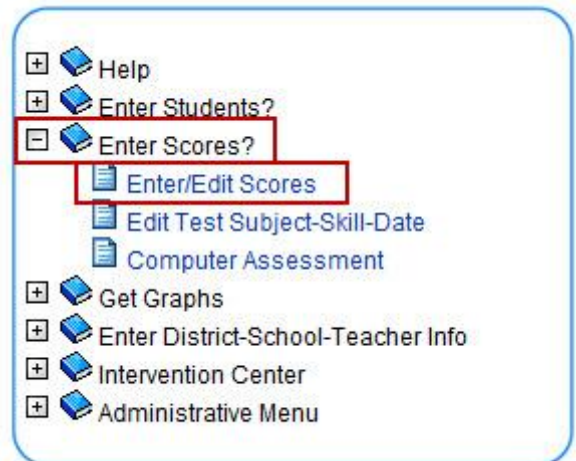 Help
Enter Students?
Enter Scores?
Enter/Edit Scores
Edit Test Subject-Skill-Date
Computer Assessment
Get Graphs
Enter District-School-Teacher Info
Intervention Center
Administrative Menu